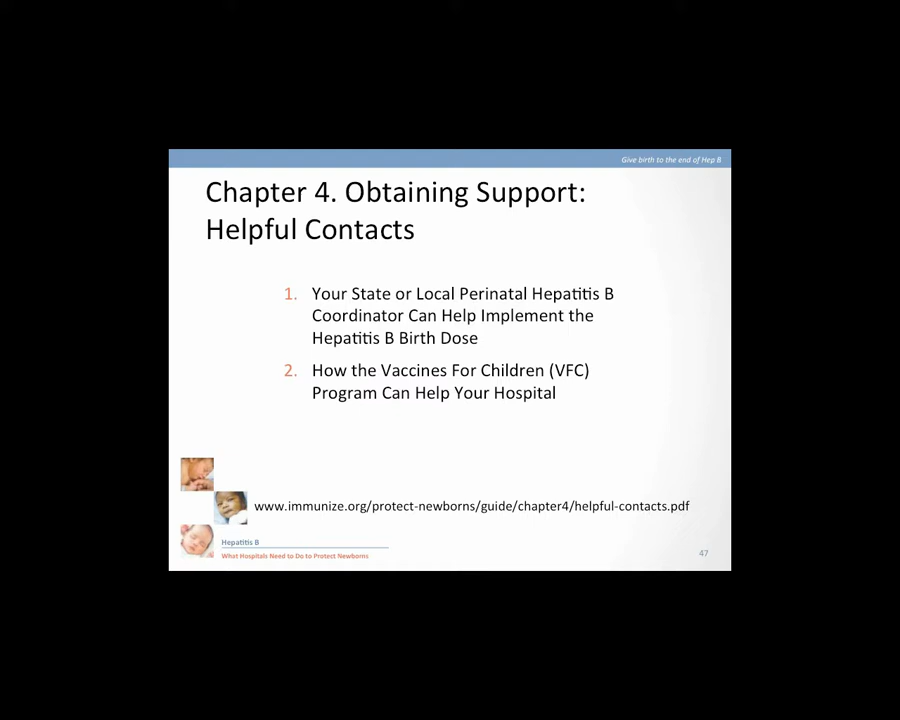 Give birth to the end of Hep B
Chapter 4. Obtaining Support:
Helpful Contacts
1. Your State or Local Perinatal Hepatitis B
Coordinator Can Help Implement the
Hepatitis B Birth Dose
2. How the Vaccines For Children (VFC)
Program Can Help Your Hospital
www.immunize.org/protect-newborns/guide/chapter4/helpful-contacts.pdf
Hepatitis B
What Hospitals Need to Do to Protect Newborns
47